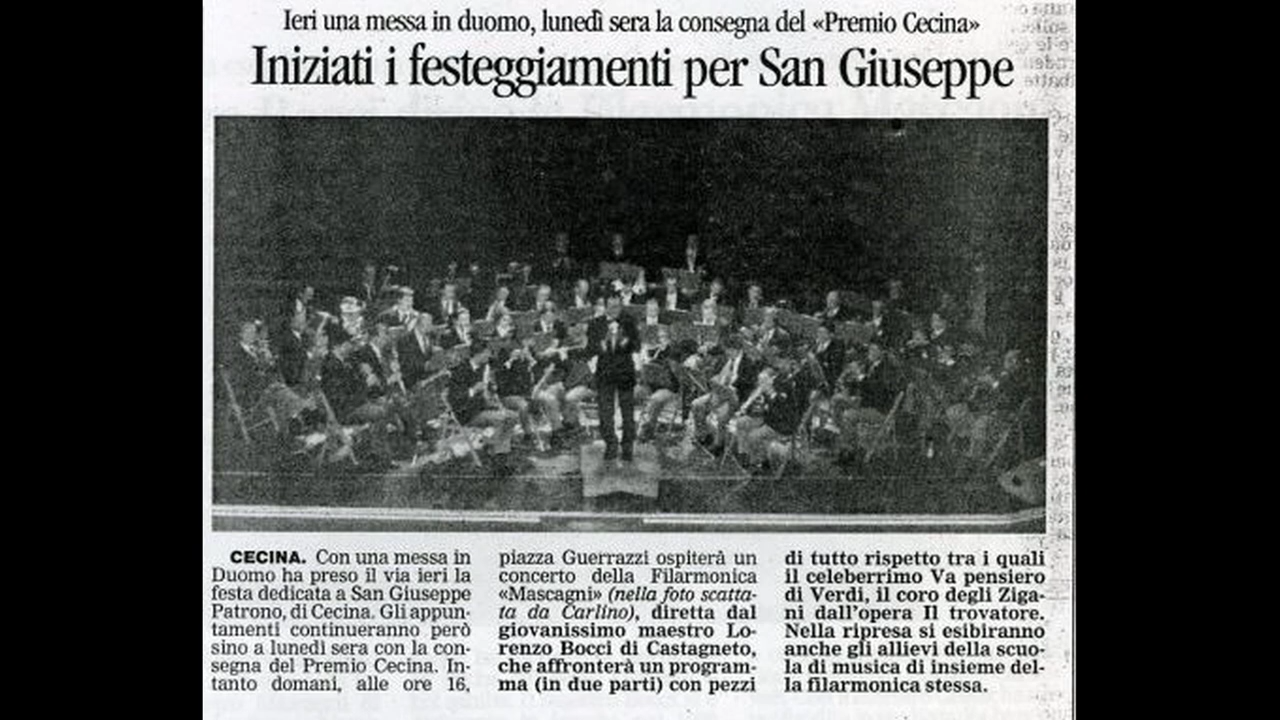 Ieri una messa in duomo, lunedì sera la consegna del «Premio Cecina»
Iniziati i festeggiamenti per San Giuseppe
CECINA. Con una messa in
Duomo ha preso il via ieri la
festa dedicata a San Giuseppe
Patrono, di Cecina. Gli appun-
tamenti continueranno però
sino a lunedì sera con la con-
segna del Premio Cecina. In-
tanto domani, alle ore 16,
piazza Guerrazzi ospiterà un
concerto della Filarmonica
«Mascagni» (nella foto scatta-
ta da Carlino), diretta dal
giovanissimo maestro Lo-
renzo Bocci di Castagneto,
che affronterà un program-
ma (in due parti) con pezzi
di tutto rispetto tra i quali
il celeberrimo Va pensiero
di Verdi, il coro degli Ziga-
ni dall'opera Il trovatore.
Nella ripresa si esibiranno
anche gli allievi della scuo-
la di musica di insieme del-
la filarmonica stessa.